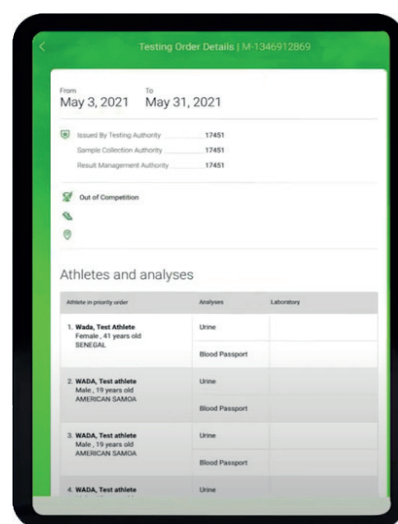 Testing Order Details | M-1346912869
From To
May 3, 2021 May 31, 2021
Issued By Testing Authority 17451
Sample Collection Authority 17451
Result Management Authority 17451
Out of Competition
Athletes and analyses
Athlete in priority order Analyses Laboratory
1. Wada, Test Athlete Urine
Female , 41 years old
SENEGAL
Blood Passport
2. WADA, Test athlete Urine
Male , 19 years old
AMERICAN SAMOA
Blood Passport
3. WADA, Test athlete Urine
Male , 19 years old
AMERICAN SAMOA
Blood Passport
4. WADA, Test athlete Urine